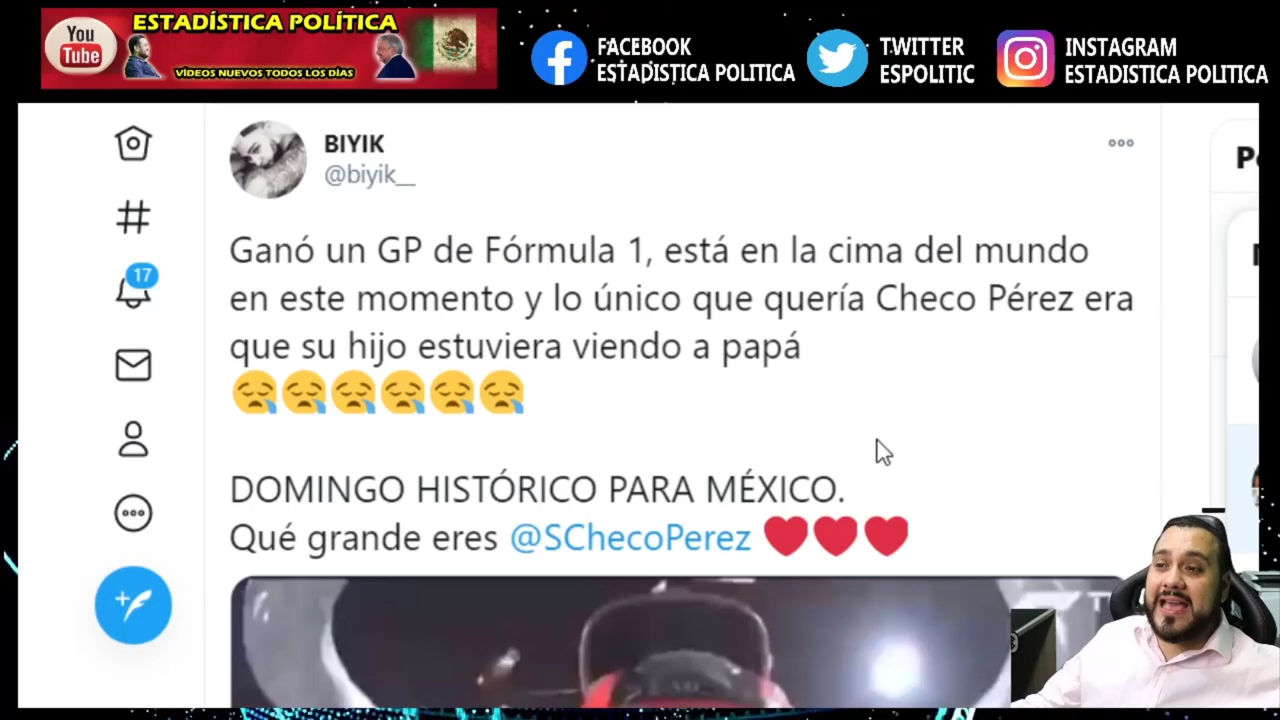 You
Tube
ESTADÍSTICA POLÍTICA
VÍDEOS NUEVOS TODOS LOS DÍAS
FACEBOOK
ESTADISTICA POLITICA
TWITTER
ESPOLITIC
INSTAGRAM
ESTADISTICA POLITICA
BIYIK
@biyik__
17
Ganó un GP de Fórmula 1, está en la cima del mundo
en este momento y lo único que quería Checo Pérez era
que su hijo estuviera viendo a papá
😪😪😪😪😪😪
DOMINGO HISTÓRICO PARA MÉXICO.
Qué grande eres @SChecoPerez ❤️❤️❤️